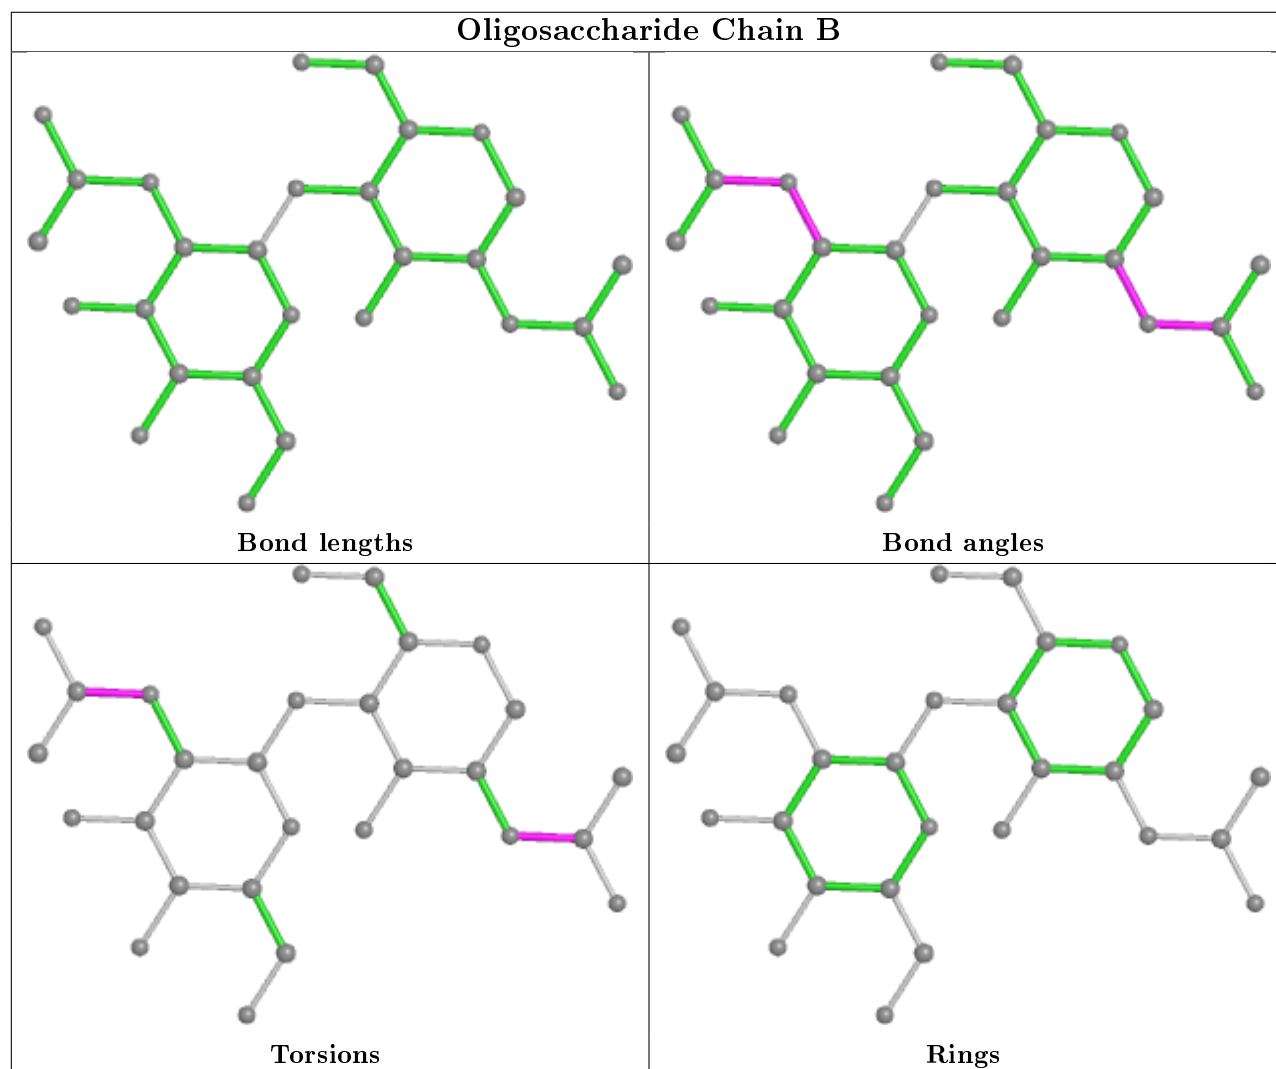 Oligosaccharide Chain B
Bond lengths
Bond angles
Torsions
Rings